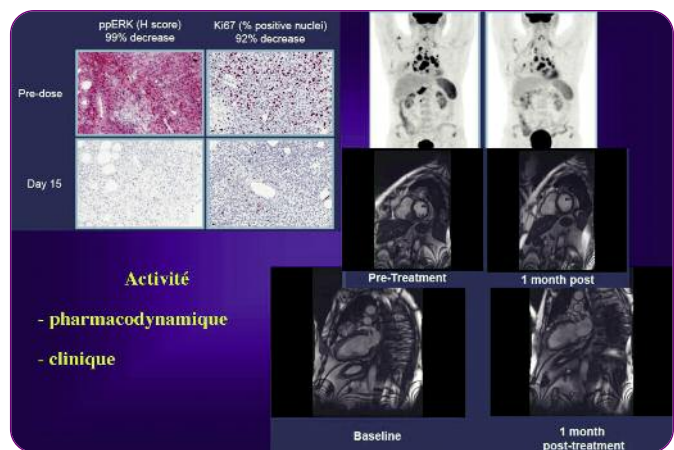 ppERK (H score)
99% decrease
Ki67 (% positive nuclei)
92% decrease
Pre-dose
Day 15
Pre-Treatment
1 month post
Activité
- pharmacodynamique
- clinique
Baseline
1 month
post-treatment